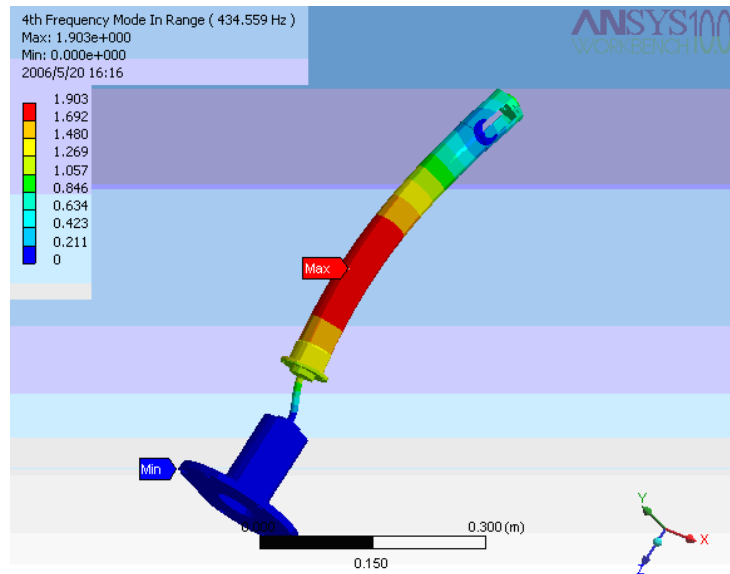 4th Frequency Mode In Range ( 434.559 Hz )
Max: 1.903e+000
Min: 0.000e+000
2006/5/20 16:16
ANSYS100
WORKBENCH
1.903
1.692
1.480
1.269
1.057
0.846
0.634
0.423
0.211
0
Max
Min
0.000
0.300 (m)
0.150
Y
X
Z